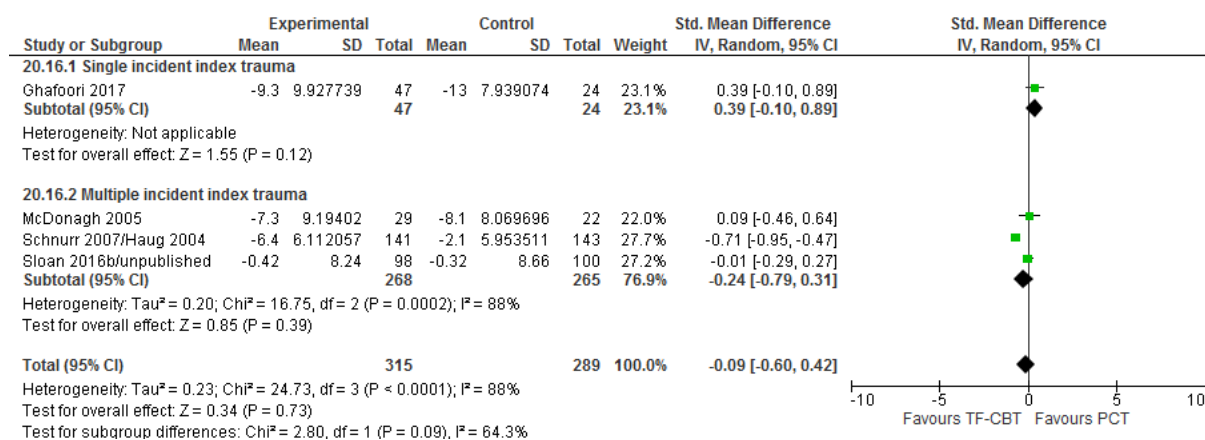 Experimental Control Std. Mean Difference Std. Mean Difference
Study or Subgroup Mean SD Total Mean SD Total Weight IV, Random, 95% CI IV, Random, 95% CI
20.16.1 Single incident index trauma
Ghafoori 2017 -9.3 9.927739 47 -13 7.939074 24 23.1% 0.39 [-0.10, 0.89]
Subtotal (95% CI) 47 24 23.1% 0.39 [-0.10, 0.89]
Heterogeneity: Not applicable
Test for overall effect: Z = 1.55 (P = 0.12)
20.16.2 Multiple incident index trauma
McDonagh 2005 -7.3 9.19402 29 -8.1 8.069696 22 22.0% 0.09 [-0.46, 0.64]
Schnurr 2007/Haug 2004 -6.4 6.112057 141 -2.1 5.953511 143 27.7% -0.71 [-0.95, -0.47]
Sloan 2016b/unpublished -0.42 8.24 98 -0.32 8.66 100 27.2% -0.01 [-0.29, 0.27]
Subtotal (95% CI) 268 265 76.9% -0.24 [-0.79, 0.31]
Heterogeneity: Tau² = 0.20; Chi² = 16.75, df = 2 (P = 0.0002); I² = 88%
Test for overall effect: Z = 0.85 (P = 0.39)
Total (95% CI) 315 289 100.0% -0.09 [-0.60, 0.42]
Heterogeneity: Tau² = 0.23; Chi² = 24.73, df = 3 (P < 0.0001); I² = 88%
Test for overall effect: Z = 0.34 (P = 0.73)
Test for subgroup differences: Chi² = 2.80, df = 1 (P = 0.09), I² = 64.3%
-10 -5 0 5 10
Favours TF-CBT Favours PCT